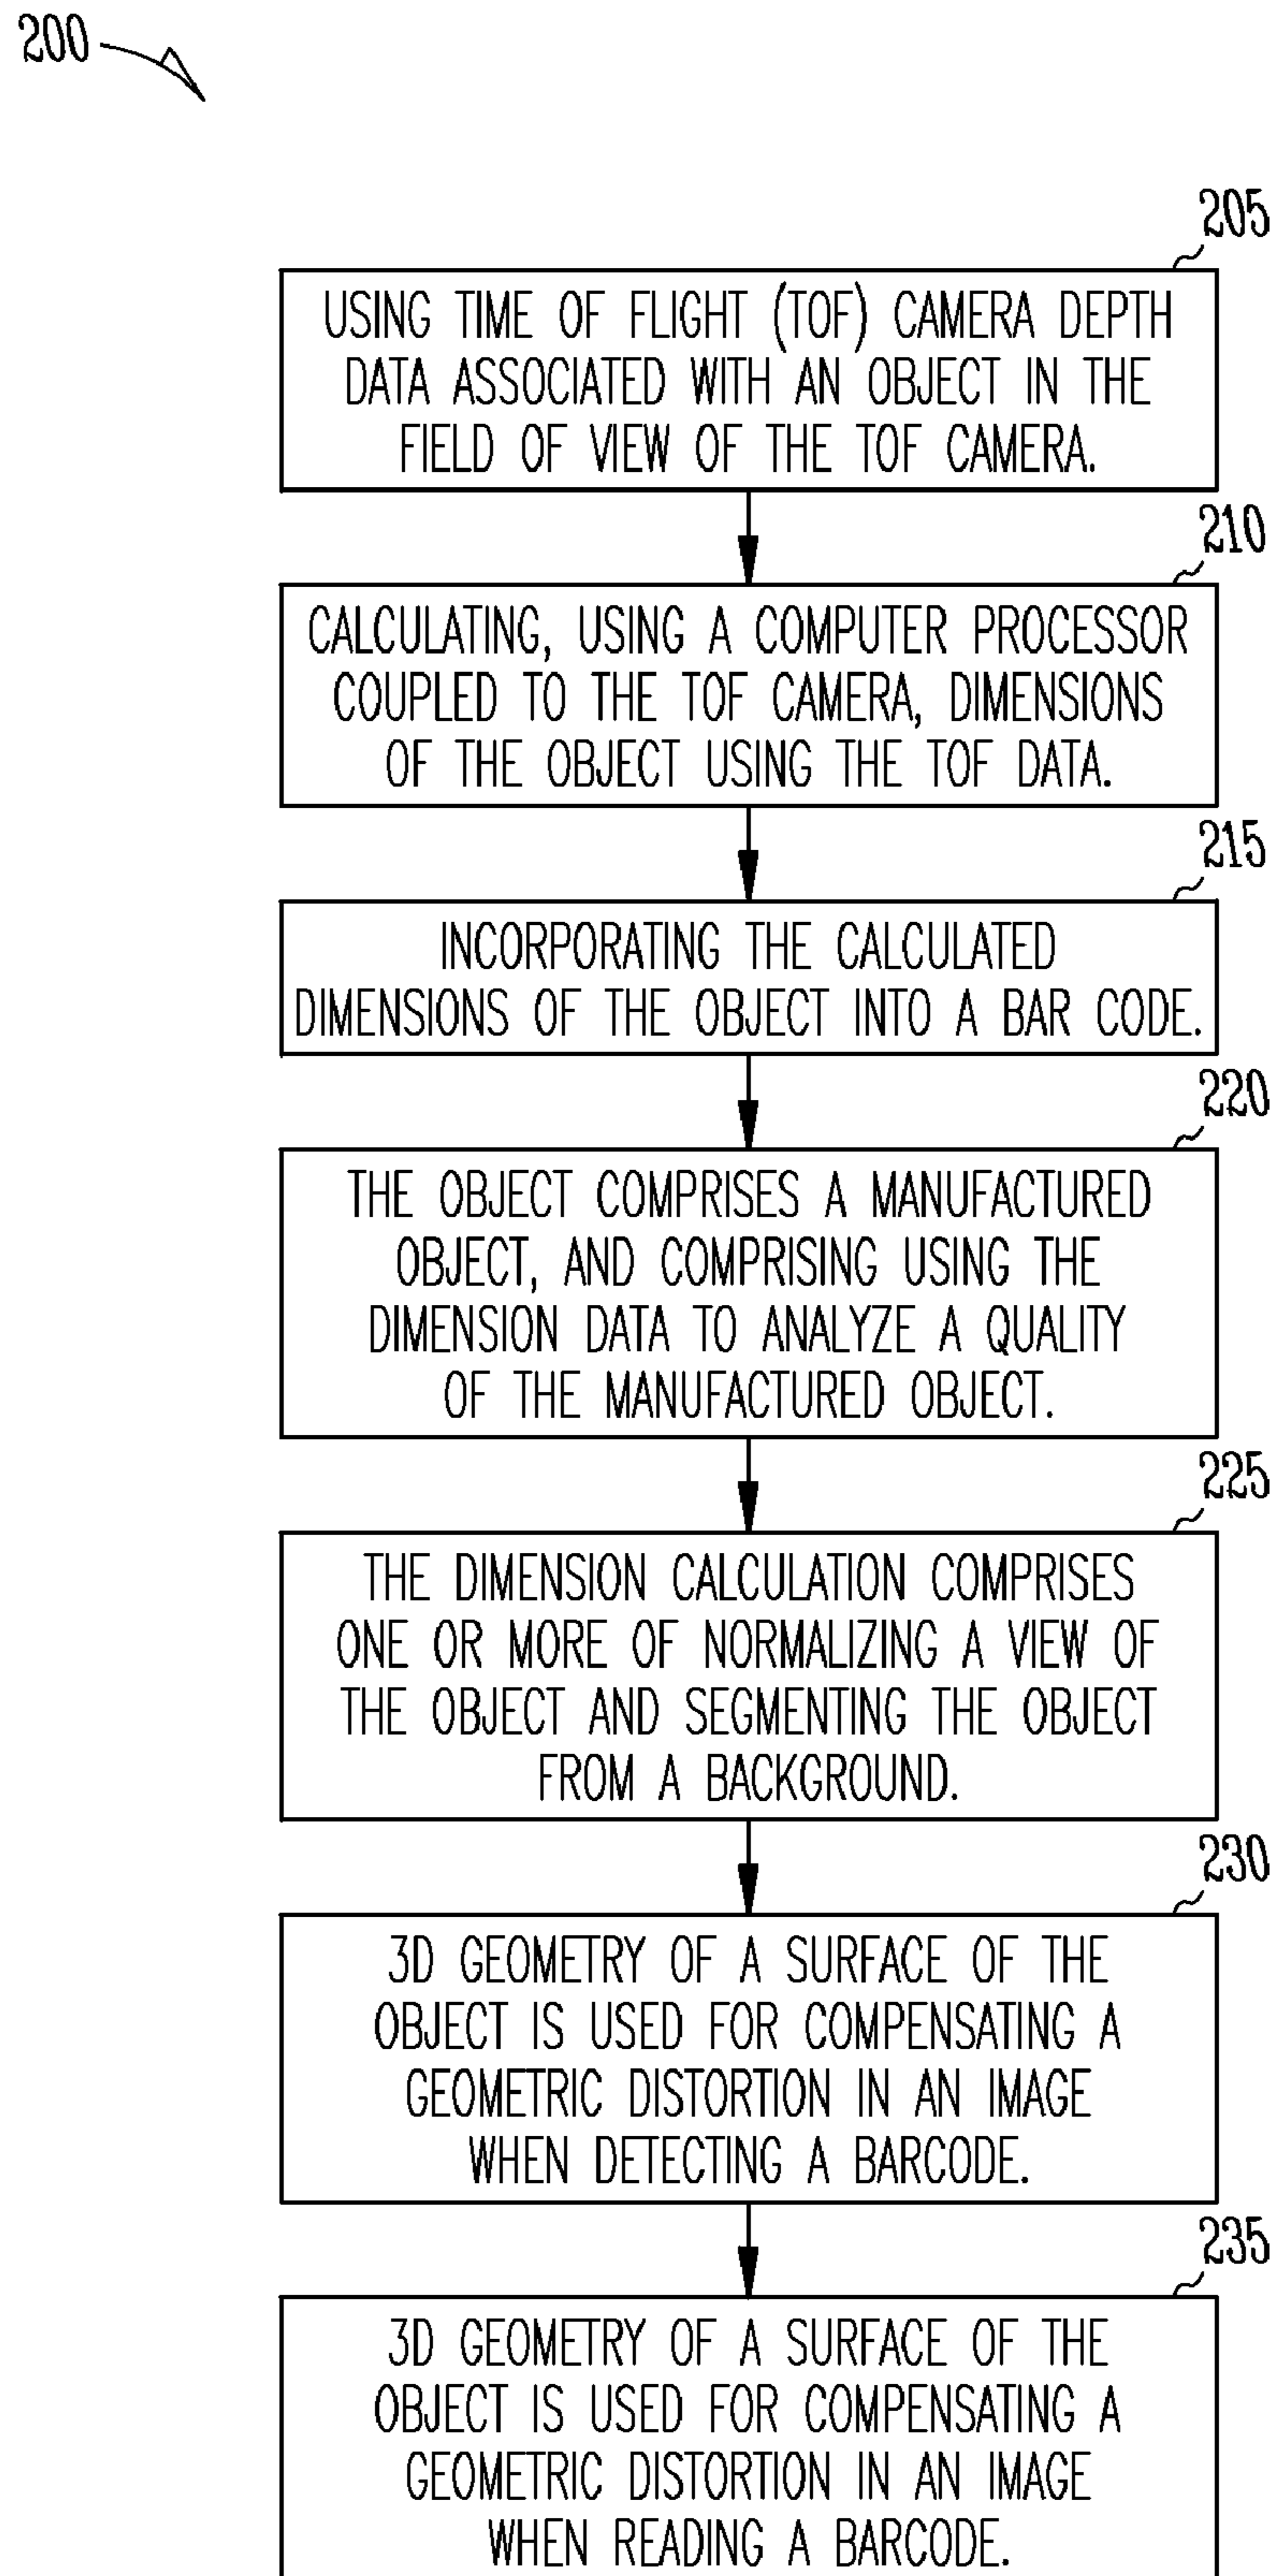 200
205
USING TIME OF FLIGHT (TOF) CAMERA DEPTH
DATA ASSOCIATED WITH AN OBJECT IN THE
FIELD OF VIEW OF THE TOF CAMERA.
210
CALCULATING, USING A COMPUTER PROCESSOR
COUPLED TO THE TOF CAMERA, DIMENSIONS
OF THE OBJECT USING THE TOF DATA.
215
INCORPORATING THE CALCULATED
DIMENSIONS OF THE OBJECT INTO A BAR CODE.
220
THE OBJECT COMPRISES A MANUFACTURED
OBJECT, AND COMPRISING USING THE
DIMENSION DATA TO ANALYZE A QUALITY
OF THE MANUFACTURED OBJECT.
225
THE DIMENSION CALCULATION COMPRISES
ONE OR MORE OF NORMALIZING A VIEW OF
THE OBJECT AND SEGMENTING THE OBJECT
FROM A BACKGROUND.
230
3D GEOMETRY OF A SURFACE OF THE
OBJECT IS USED FOR COMPENSATING A
GEOMETRIC DISTORTION IN AN IMAGE
WHEN DETECTING A BARCODE.
235
3D GEOMETRY OF A SURFACE OF THE
OBJECT IS USED FOR COMPENSATING A
GEOMETRIC DISTORTION IN AN IMAGE
WHEN READING A BARCODE.